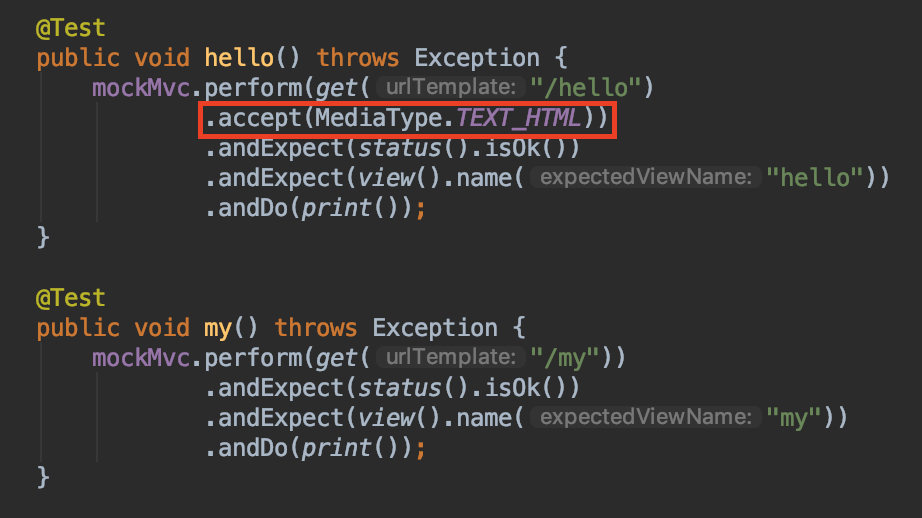 @Test
public void hello() throws Exception {
mockMvc.perform(get( urlTemplate: "/hello")
.accept(MediaType.TEXT_HTML))
.andExpect(status().isOk())
.andExpect(view().name( expectedViewName: "hello"))
.andDo(print());
}
@Test
public void my() throws Exception {
mockMvc.perform(get( urlTemplate: "/my"))
.andExpect(status().isOk())
.andExpect(view().name( expectedViewName: "my"))
.andDo(print());
}